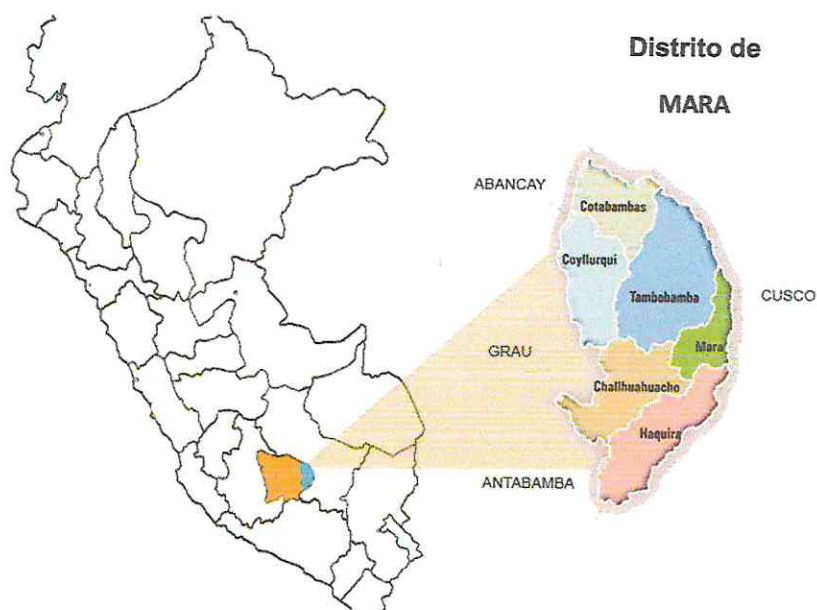 Distrito de
MARA
ABANCAY
Cotabambas
Coyllurqui
Tambobamba
CUSCO
GRAU
Mara
Challhuahuacho
Haquira
ANTABAMBA